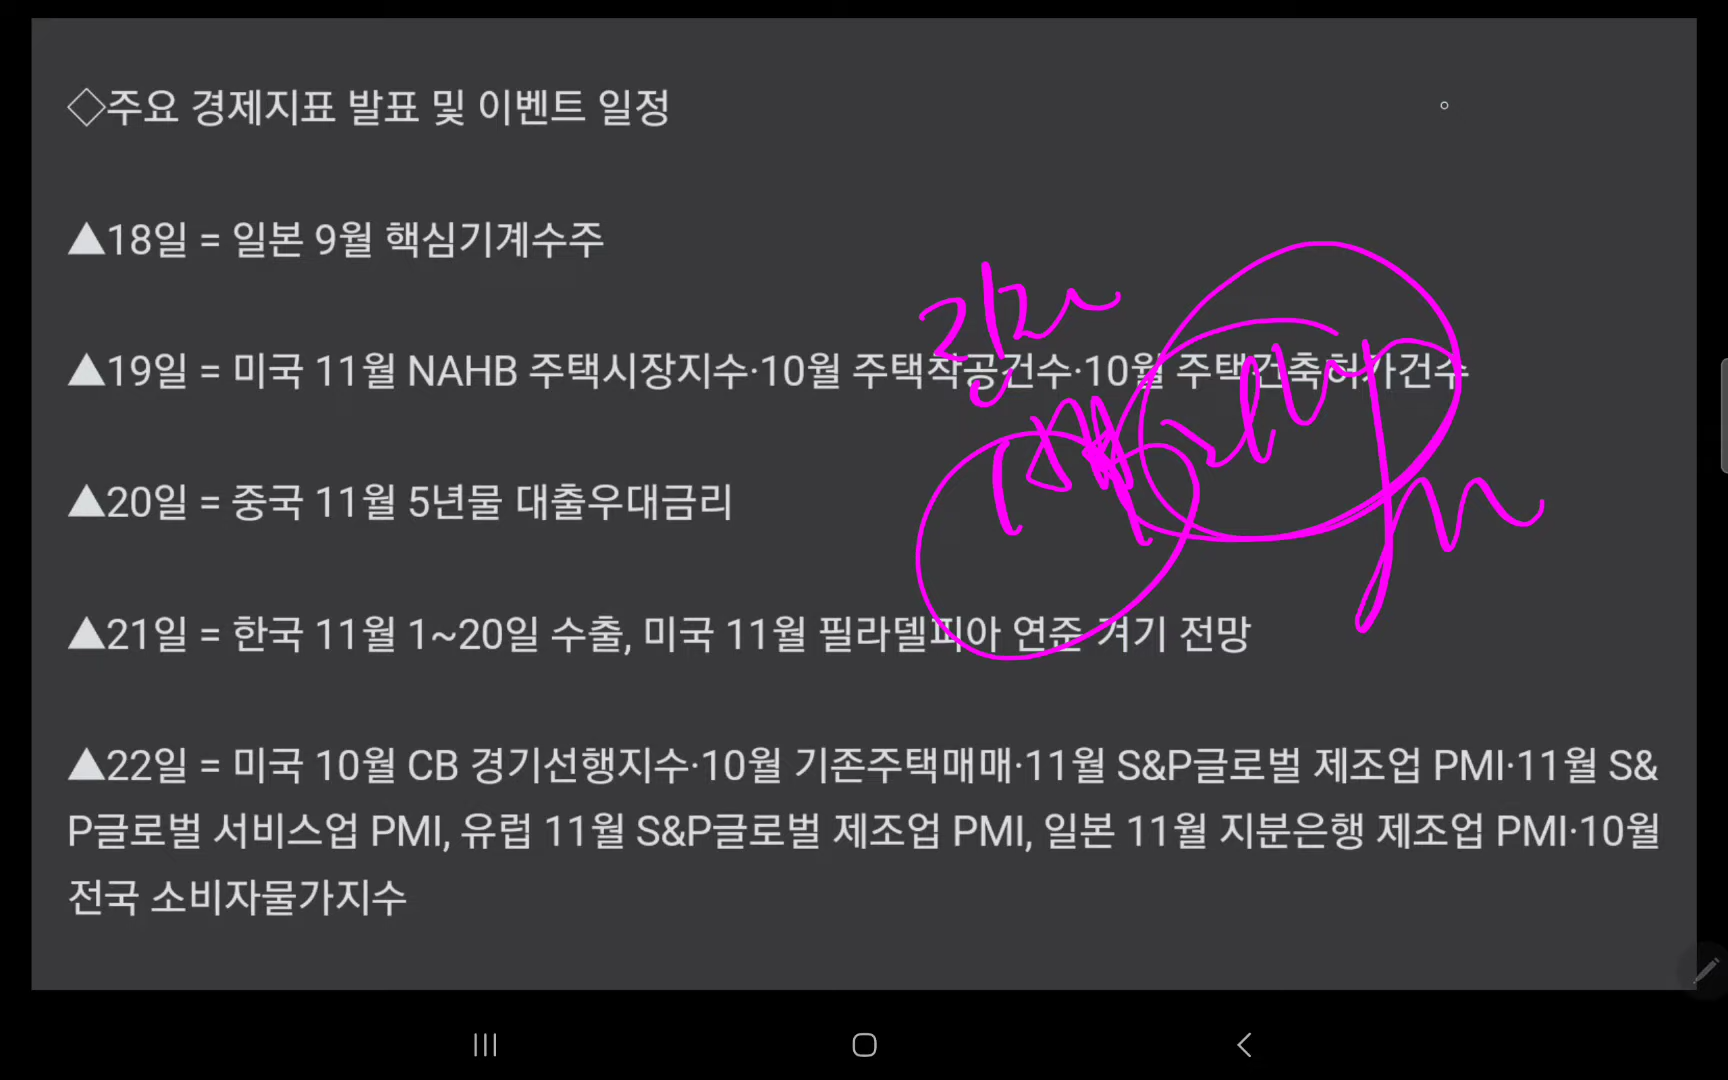 ◇주요 경제지표 발표 및 이벤트 일정
▲18일 = 일본 9월 핵심기계수주
▲19일 = 미국 11월 NAHB 주택시장지수·10월 주택착공건수·10월 주택건축허가건수
▲20일 = 중국 11월 5년물 대출우대금리
▲21일 = 한국 11월 1~20일 수출, 미국 11월 필라델피아 연준 겨기 전망
▲22일 = 미국 10월 CB 경기선행지수·10월 기존주택매매·11월 S&P글로벌 제조업 PMI·11월 S&
P글로벌 서비스업 PMI, 유럽 11월 S&P글로벌 제조업 PMI, 일본 11월 지분은행 제조업 PMI·10월
전국 소비자물가지수